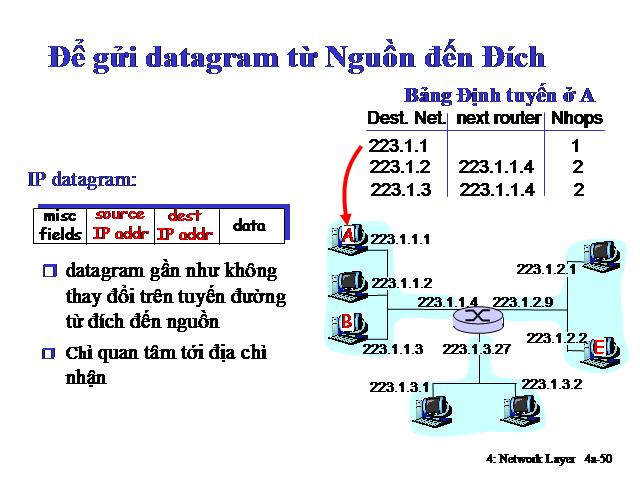 Để gửi datagram từ Nguồn đến Đích
Bảng Định tuyến ở A
Dest. Net. next router Nhops
223.1.1 1
223.1.2 223.1.1.4 2
223.1.3 223.1.1.4 2
IP datagram:
misc fields source IP addr dest IP addr data
datagram gần như không
thay đổi trên tuyến đường
từ đích đến nguồn
Chỉ quan tâm tới địa chỉ
nhận
A 223.1.1.1
223.1.1.2
B
223.1.1.3
223.1.1.4 223.1.2.9
223.1.2.1
223.1.2.2
E
223.1.3.27
223.1.3.1
223.1.3.2
4: Network Layer 4a-50